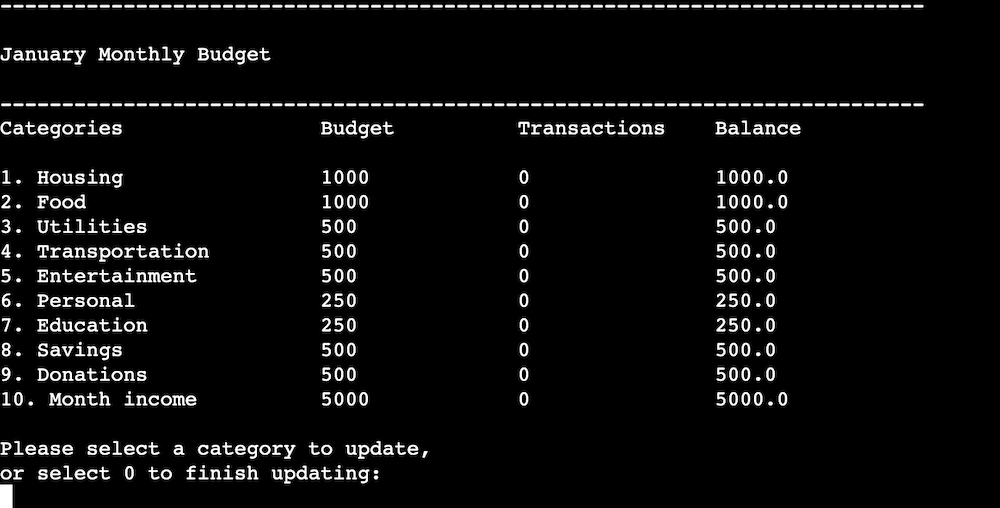 ---------------------------------------------------------------------------
January Monthly Budget
---------------------------------------------------------------------------
Categories Budget Transactions Balance
1. Housing 1000 0 1000.0
2. Food 1000 0 1000.0
3. Utilities 500 0 500.0
4. Transportation 500 0 500.0
5. Entertainment 500 0 500.0
6. Personal 250 0 250.0
7. Education 250 0 250.0
8. Savings 500 0 500.0
9. Donations 500 0 500.0
10. Month income 5000 0 5000.0
Please select a category to update,
or select 0 to finish updating: